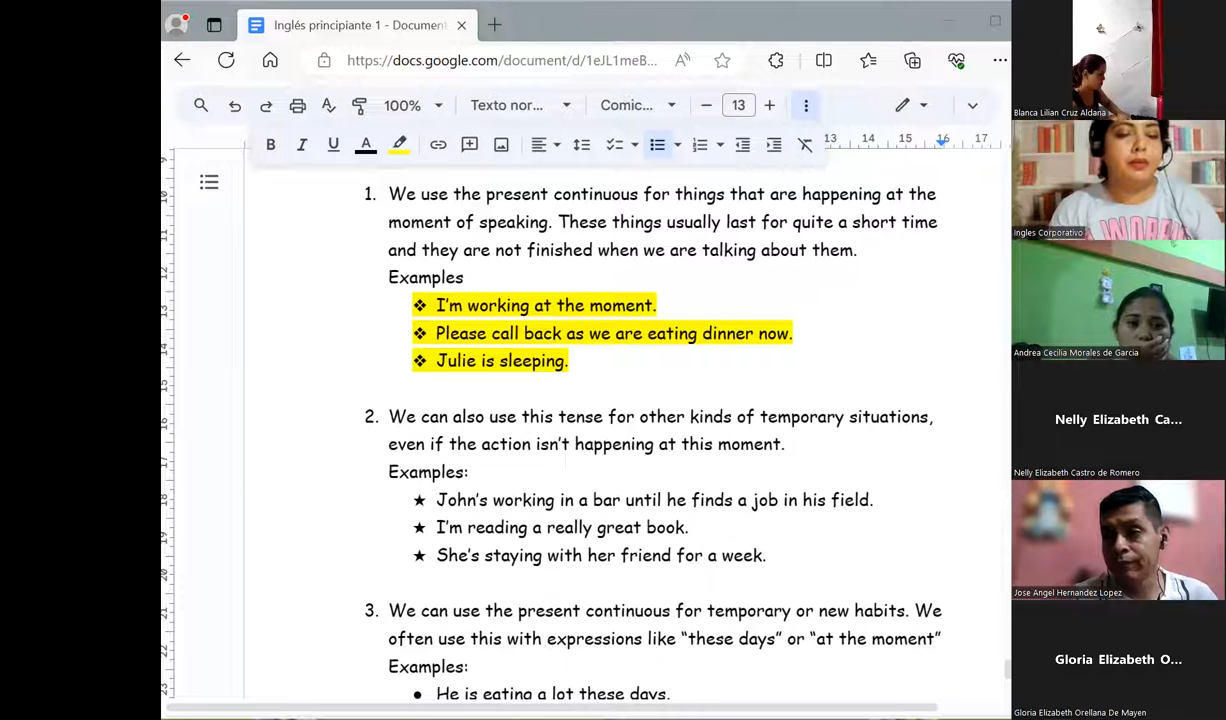 Inglés principiante 1 - Document
https://docs.google.com/document/d/1eJL1meB...
100%
Texto nor...
Comic...
13
13 14 15 16 17
We use the present continuous for things that are happening at the
1.
moment of speaking. These things usually last for quite a short time
and they are not finished when we are talking about them.
Examples
❖ I'm working at the moment.
❖ Please call back as we are eating dinner now.
❖ Julie is sleeping.
2. We can also use this tense for other kinds of temporary situations,
even if the action isn't happening at this moment.
Examples:
★ John's working in a bar until he finds a job in his field.
★ I'm reading a really great book.
★ She's staying with her friend for a week.
3. We can use the present continuous for temporary or new habits. We
often use this with expressions like "these days" or "at the moment"
Examples:
● He is eating a lot these days.
Blanca Lilian Cruz Aldana
Ingles Corporativo
Andrea Cecilia Morales de Garcia
Nelly Elizabeth Ca...
Nelly Elizabeth Castro de Romero
Jose Angel Hernandez Lopez
Gloria Elizabeth O...
Gloria Elizabeth Orellana De Mayen